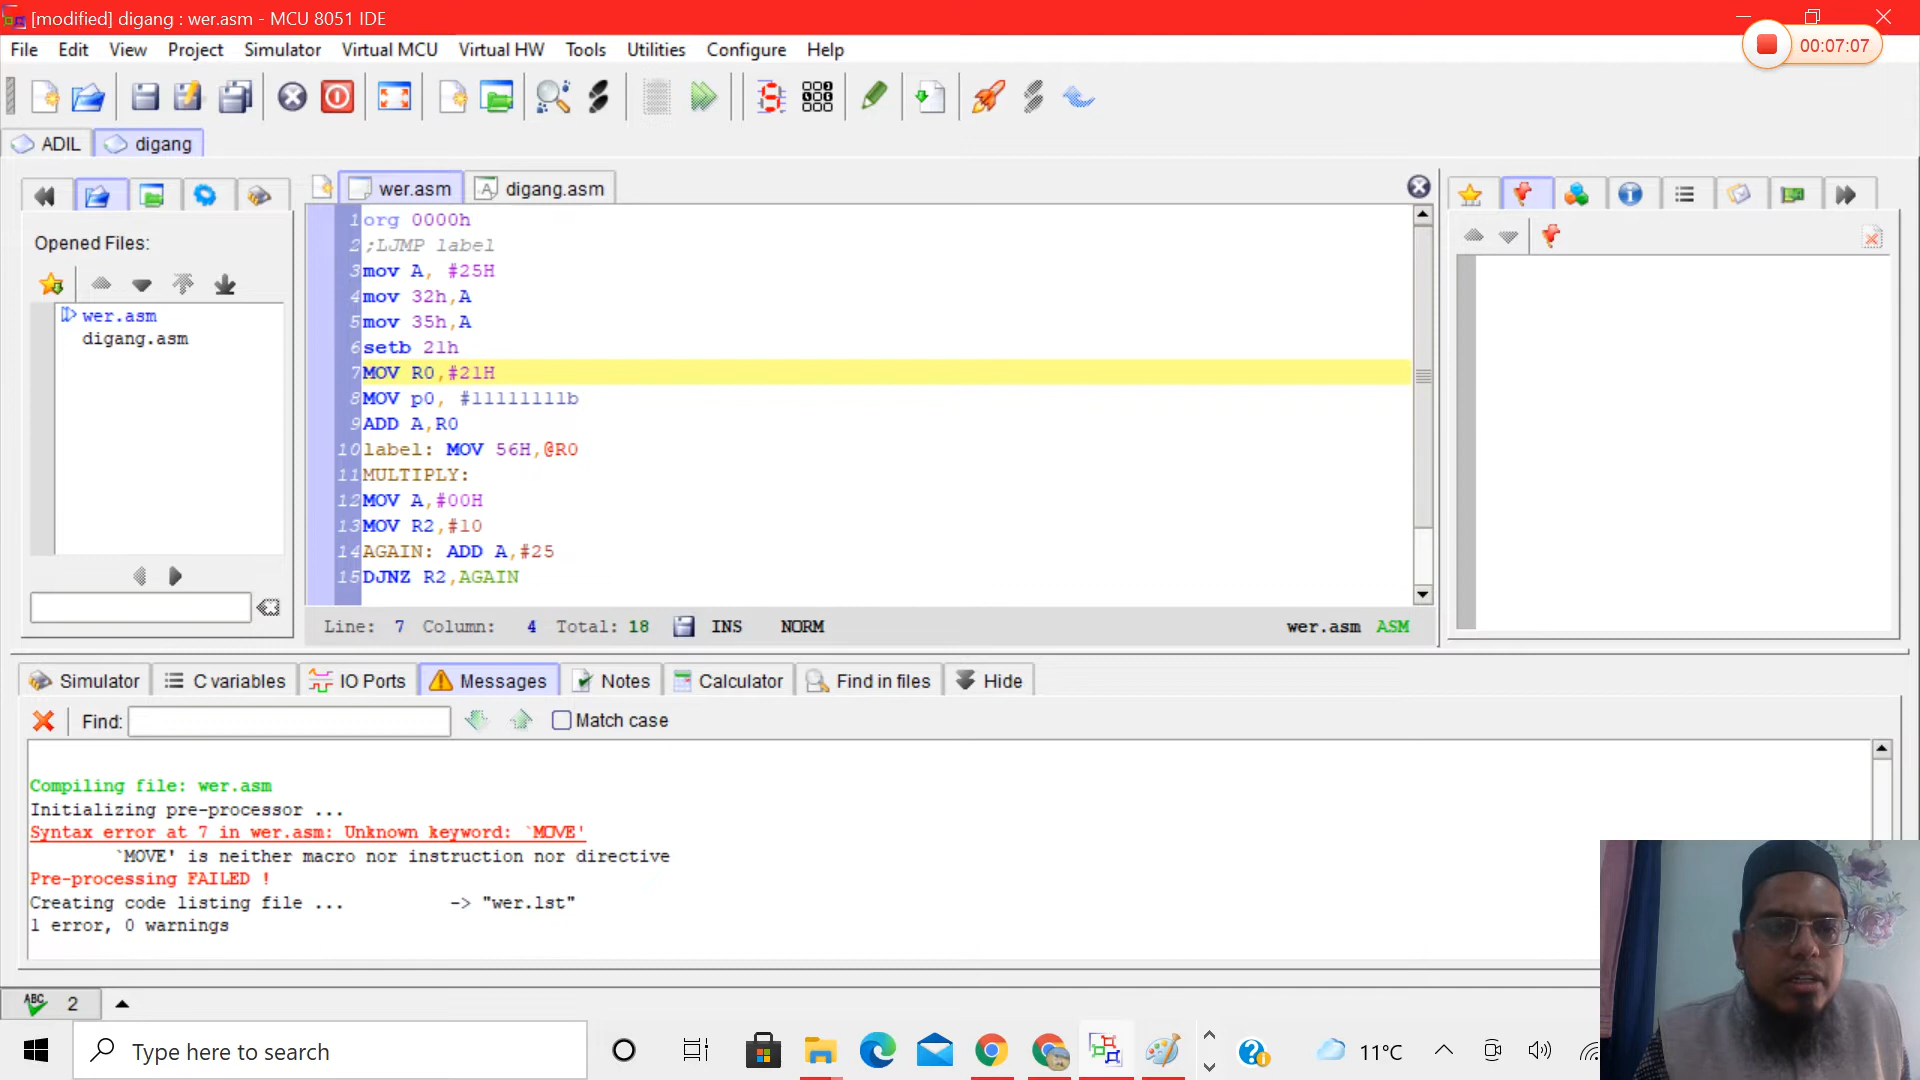 [modified] digang : wer.asm - MCU 8051 IDE
00:07:07
File Edit View Project Simulator Virtual MCU Virtual HW Tools Utilities Configure Help
ADIL digang
wer.asm digang.asm
Opened Files:
wer.asm
digang.asm
1 org 0000h
2 ;LJMP label
3 mov A, #25H
4 mov 32h,A
5 mov 35h,A
6 setb 21h
7 MOV R0,#21H
8 MOV p0, #11111111b
9 ADD A,R0
10 label: MOV 56H,@R0
11 MULTIPLY:
12 MOV A,#00H
13 MOV R2,#10
14 AGAIN: ADD A,#25
15 DJNZ R2,AGAIN
Line: 7 Column: 4 Total: 18 INS NORM wer.asm ASM
Simulator C variables IO Ports Messages Notes Calculator Find in files Hide
Find: Match case
Compiling file: wer.asm
Initializing pre-processor ...
Syntax error at 7 in wer.asm: Unknown keyword: `MOVE'
`MOVE' is neither macro nor instruction nor directive
Pre-processing FAILED !
Creating code listing file ... -> "wer.lst"
1 error, 0 warnings
ABC 2
Type here to search
11°C